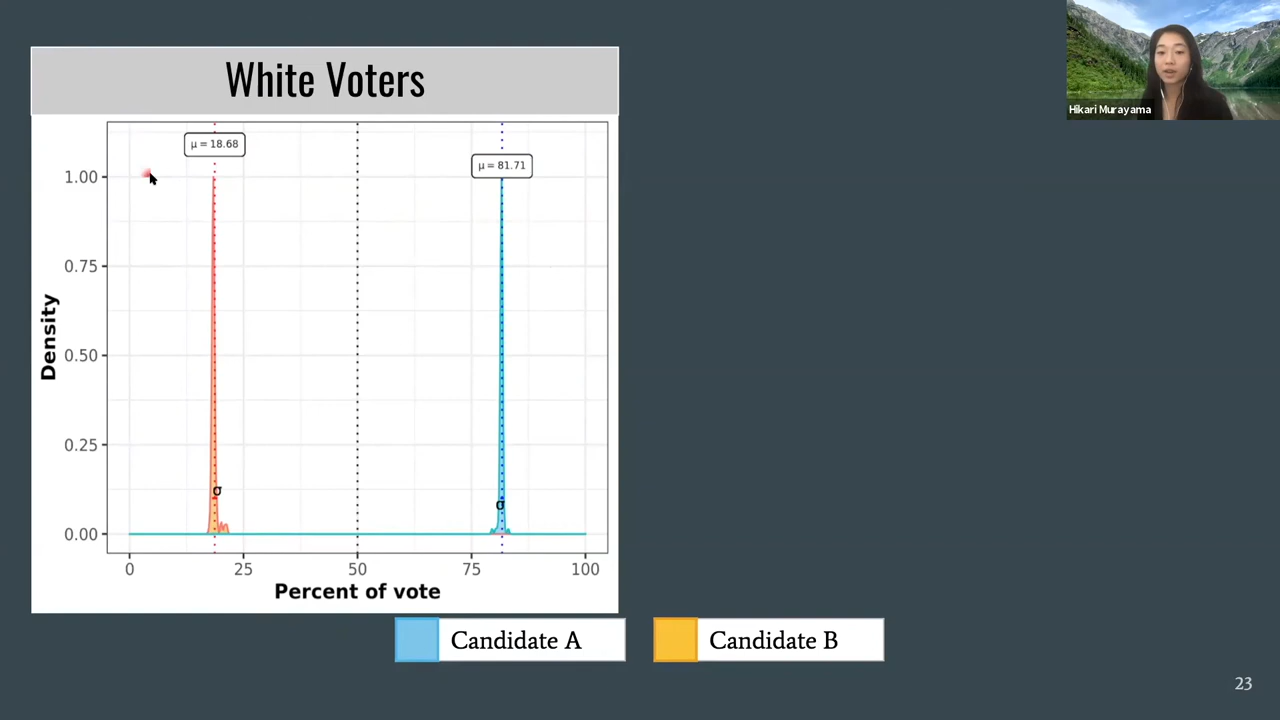 White Voters
Hikari Murayama
μ = 18.68
μ = 81.71
1.00
0.75
0.50
0.25
0.00
Density
σ
σ
0 25 50 75 100
Percent of vote
Candidate A
Candidate B
23